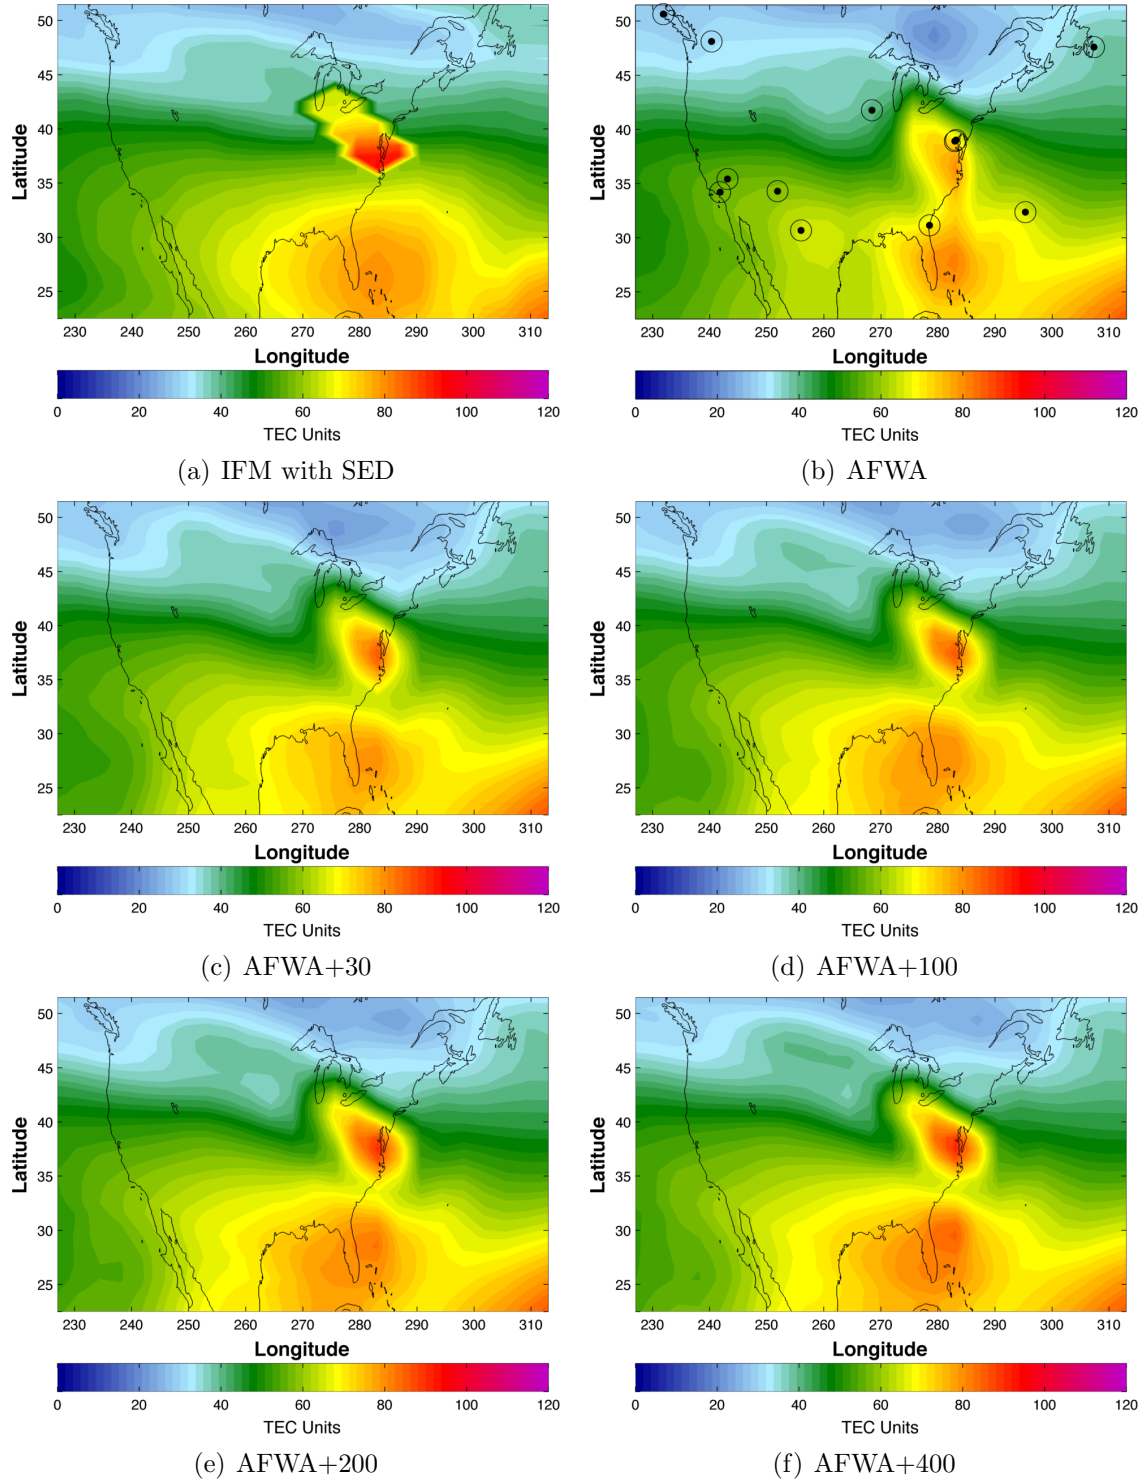 50
45
40
35
30
25
Latitude
230 240 250 260 270 280 290 300 310
Longitude
0 20 40 60 80 100 120
TEC Units
(a) IFM with SED
50
45
40
35
30
25
Latitude
230 240 250 260 270 280 290 300 310
Longitude
0 20 40 60 80 100 120
TEC Units
(b) AFWA
50
45
40
35
30
25
Latitude
230 240 250 260 270 280 290 300 310
Longitude
0 20 40 60 80 100 120
TEC Units
(c) AFWA+30
50
45
40
35
30
25
Latitude
230 240 250 260 270 280 290 300 310
Longitude
0 20 40 60 80 100 120
TEC Units
(d) AFWA+100
50
45
40
35
30
25
Latitude
230 240 250 260 270 280 290 300 310
Longitude
0 20 40 60 80 100 120
TEC Units
(e) AFWA+200
50
45
40
35
30
25
Latitude
230 240 250 260 270 280 290 300 310
Longitude
0 20 40 60 80 100 120
TEC Units
(f) AFWA+400